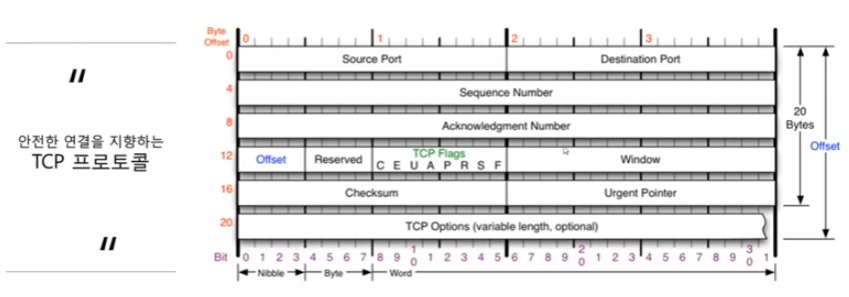 "
안전한 연결을 지향하는
TCP 프로토콜
"
Byte
Offset
0 1 2 3
0 Source Port Destination Port
4 Sequence Number
8 Acknowledgment Number
20
Bytes
Offset
12 Offset Reserved TCP Flags Window
C E U A P R S F
16 Checksum Urgent Pointer
20 TCP Options (variable length, optional)
Bit 0 1 2 3 4 5 6 7 8 9 1 0 1 2 3 4 5 6 7 8 9 2 0 1 2 3 4 5 6 7 8 9 3 0 1
Nibble Byte Word